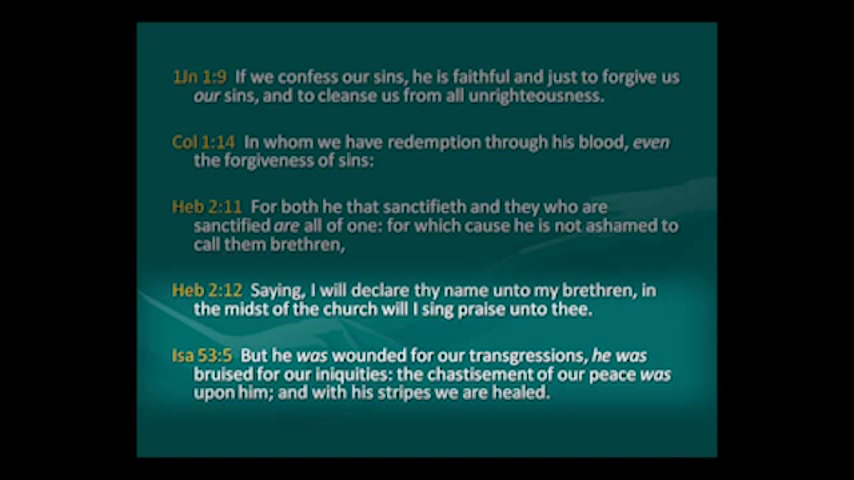 1Jn 1:9 If we confess our sins, he is faithful and just to forgive us
our sins, and to cleanse us from all unrighteousness.
Col 1:14 In whom we have redemption through his blood, even
the forgiveness of sins:
Heb 2:11 For both he that sanctifieth and they who are
sanctified are all of one: for which cause he is not ashamed to
call them brethren,
Heb 2:12 Saying, I will declare thy name unto my brethren, in
the midst of the church will I sing praise unto thee.
Isa 53:5 But he was wounded for our transgressions, he was
bruised for our iniquities: the chastisement of our peace was
upon him; and with his stripes we are healed.